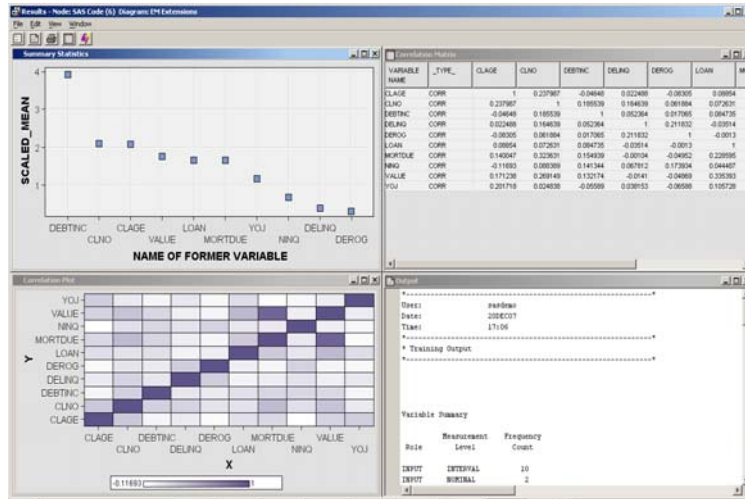 Results - Node: SAS Code (6) Diagram: EM Extensions
File Edit View Window
Summary Statistics
4
3
2
1
SCALED_MEAN
DEBTINC CLAGE LOAN YOJ DELINQ
CLNO VALUE MORTDUE NINQ DEROG
NAME OF FORMER VARIABLE
Correlation Matrix
VARIABLE NAME _TYPE_ CLAGE CLNO DEBTINC DELINQ DEROG LOAN M
CLAGE CORR 1 0.237987 -0.04648 0.022488 -0.08305 0.08854
CLNO CORR 0.237987 1 0.185539 0.164639 0.061884 0.072631
DEBTINC CORR -0.04648 0.185539 1 0.052364 0.017065 0.084735
DELINQ CORR 0.022488 0.164639 0.052364 1 0.211832 -0.03514
DEROG CORR -0.08305 0.061884 0.017065 0.211832 1 -0.0013
LOAN CORR 0.08854 0.072631 0.084735 -0.03514 -0.0013 1
MORTDUE CORR 0.140047 0.323631 0.154939 -0.00104 -0.04952 0.228595
NINQ CORR -0.11693 0.088389 0.141344 0.067812 0.173934 0.044487
VALUE CORR 0.171238 0.269149 0.132174 -0.0141 -0.04869 0.335393
YOJ CORR 0.201718 0.024838 -0.05589 0.038153 -0.06588 0.105728
Correlation Plot
YOJ
VALUE
NINQ
MORTDUE
LOAN
DEROG
DELINQ
DEBTINC
CLNO
CLAGE
Y
CLAGE DEBTINC DEROG MORTDUE VALUE
CLNO DELINQ LOAN NINQ YOJ
X
-0.11693 1
Output
*------------------------------------------------------------*
User: sasdemo
Date: 20DEC07
Time: 17:06
*------------------------------------------------------------*
* Training Output
*------------------------------------------------------------*
Variable Summary
Measurement Frequency
Role Level Count
INPUT INTERVAL 10
INPUT NOMINAL 2